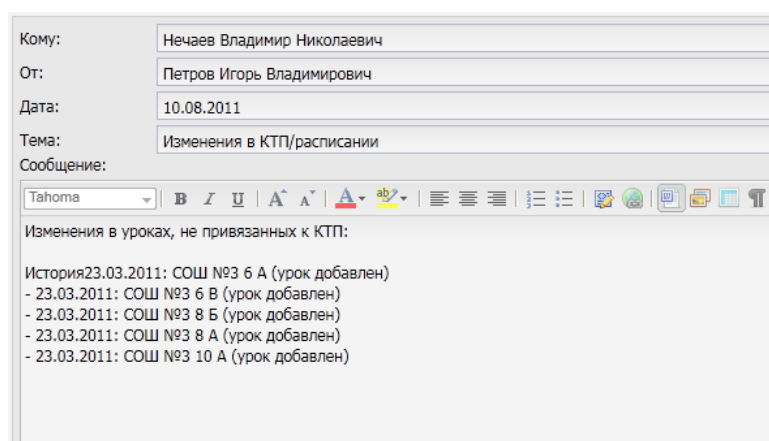 Кому: Нечаев Владимир Николаевич
От: Петров Игорь Владимирович
Дата: 10.08.2011
Тема: Изменения в КТП/расписании
Сообщение:
Tahoma B I U A A A ab
Изменения в уроках, не привязанных к КТП:
История23.03.2011: СОШ №3 6 А (урок добавлен)
- 23.03.2011: СОШ №3 6 В (урок добавлен)
- 23.03.2011: СОШ №3 8 Б (урок добавлен)
- 23.03.2011: СОШ №3 8 А (урок добавлен)
- 23.03.2011: СОШ №3 10 А (урок добавлен)